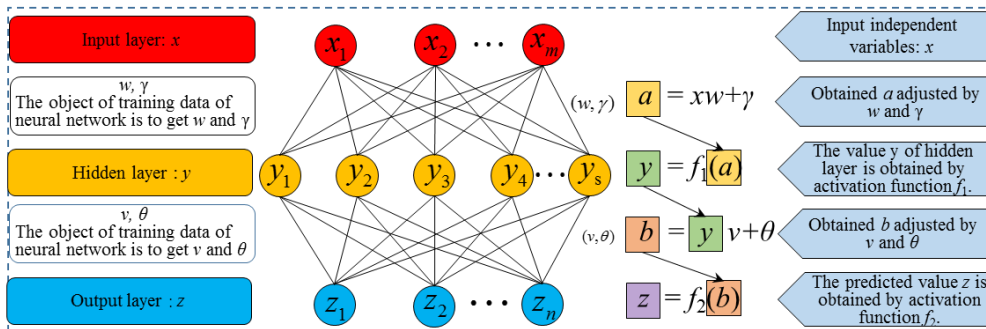 Input layer: x
x1 x2 ··· xm
Input independent
variables: x
w, γ
The object of training data of
neural network is to get w and γ
(w, γ) a = xw+γ
Obtained a adjusted by
w and γ
Hidden layer : y
y1 y2 y3 y4 ··· ys
y = f1(a)
The value y of hidden
layer is obtained by
activation function f1.
v, θ
The object of training data of
neural network is to get v and θ
(v, θ) b = y v+θ
Obtained b adjusted by
v and θ
Output layer : z
z1 z2 ··· zn
z = f2(b)
The predicted value z is
obtained by activation
function f2.